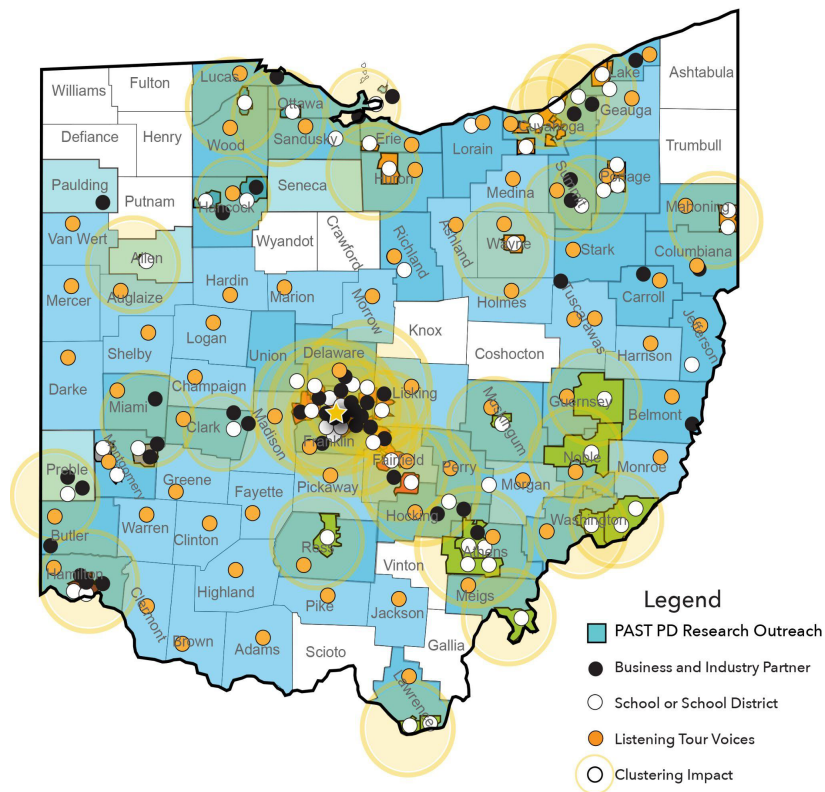 Williams
Fulton
Lucas
Ottawa
Lake
Ashtabula
Defiance
Henry
Wood
Sandusky
Erie
Lorain
Cuyahoga
Geauga
Trumbull
Paulding
Putnam
Hancock
Seneca
Huron
Medina
Summit
Portage
Mahoning
Van Wert
Allen
Wyandot
Crawford
Richland
Ashland
Wayne
Stark
Columbiana
Mercer
Auglaize
Hardin
Marion
Morrow
Holmes
Tuscarawas
Carroll
Jefferson
Shelby
Logan
Union
Delaware
Knox
Coshocton
Harrison
Darke
Miami
Champaign
Licking
Muskingum
Guernsey
Belmont
Clark
Madison
Franklin
Fairfield
Perry
Noble
Monroe
Preble
Montgomery
Greene
Fayette
Pickaway
Hocking
Morgan
Washington
Butler
Warren
Clinton
Ross
Vinton
Athens
Hamilton
Clermont
Highland
Pike
Jackson
Meigs
Brown
Adams
Scioto
Gallia
Lawrence
Legend
PAST PD Research Outreach
Business and Industry Partner
School or School District
Listening Tour Voices
Clustering Impact